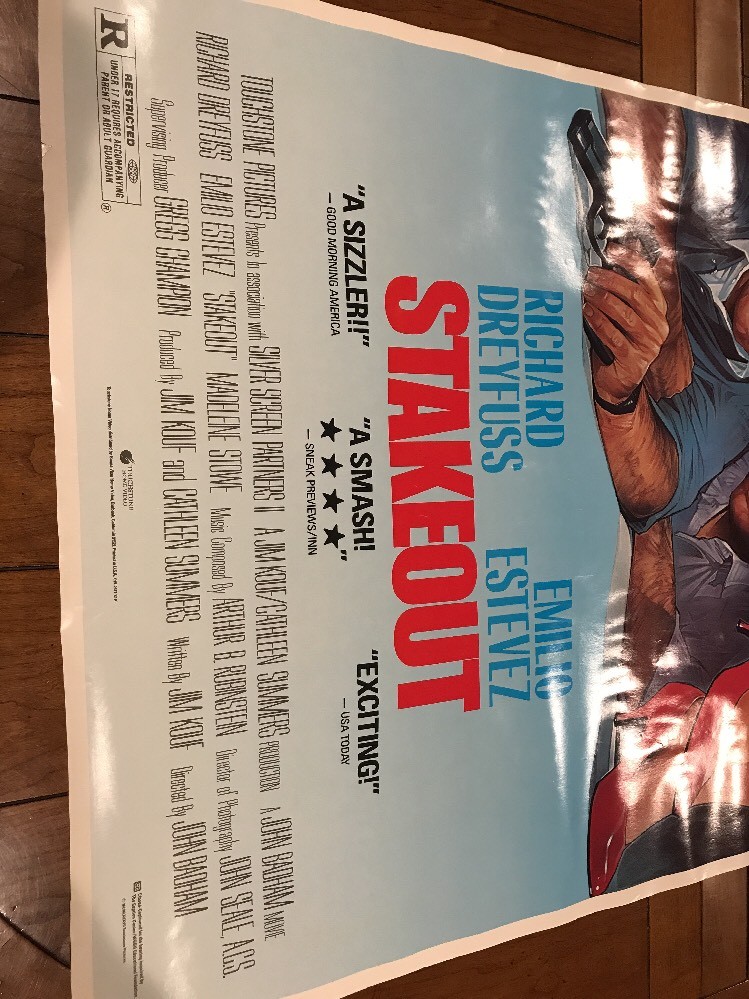 RICHARD
DREYFUSS
EMILIO
ESTEVEZ
STAKEOUT
"A SIZZLER!!"
— GOOD MORNING AMERICA
"A SMASH!
★★★★"
— SNEAK PREVIEWS/INN
"EXCITING!"
— USA TODAY
TOUCHSTONE PICTURES Presents In association with SILVER SCREEN PARTNERS II A JIM KOUF/CATHLEEN SUMMERS PRODUCTION A JOHN BADHAM MOVIE
RICHARD DREYFUSS EMILIO ESTEVEZ "STAKEOUT" MADELEINE STOWE Music Composed By ARTHUR B. RUBINSTEIN Director of Photography JOHN SEALE, A.C.S.
Supervising Producer GREGG CHAMPION Produced By JIM KOUF and CATHLEEN SUMMERS Written By JIM KOUF Directed By JOHN BADHAM
R
RESTRICTED
UNDER 17 REQUIRES ACCOMPANYING
PARENT OR ADULT GUARDIAN
®
TOUCHSTONE
HOME VIDEO